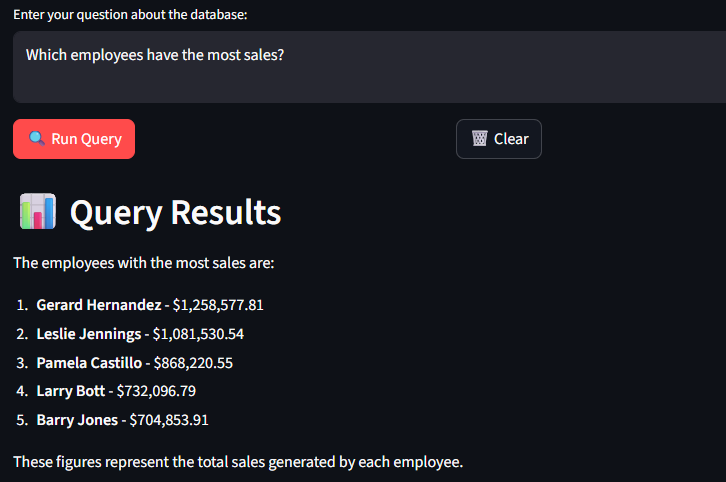 Enter your question about the database:
Which employees have the most sales?
Run Query
Clear
Query Results
The employees with the most sales are:
1. Gerard Hernandez - $1,258,577.81
2. Leslie Jennings - $1,081,530.54
3. Pamela Castillo - $868,220.55
4. Larry Bott - $732,096.79
5. Barry Jones - $704,853.91
These figures represent the total sales generated by each employee.